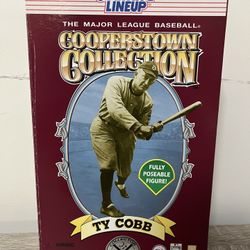 LINEUP
THE MAJOR LEAGUE BASEBALL®
COOPERSTOWN
COLLECTION
FULLY
POSEABLE
FIGURE!
TY COBB